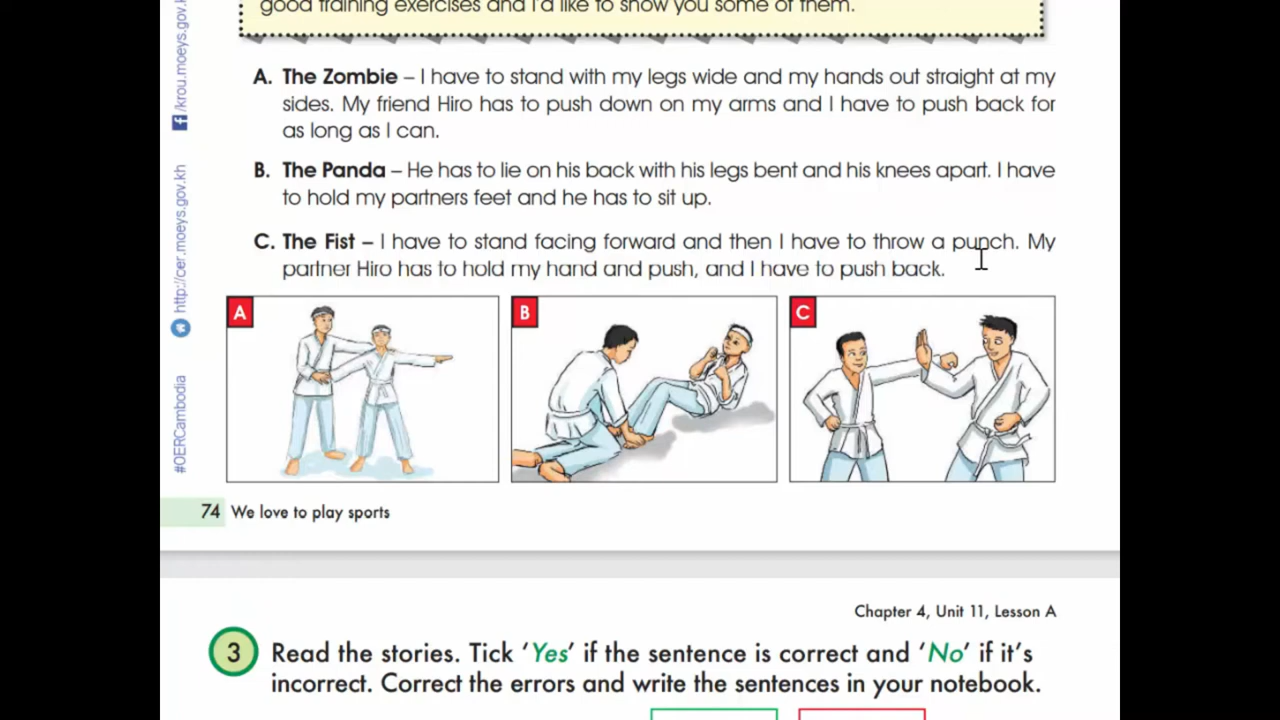 good training exercises and I'd like to show you some of them.
A. The Zombie – I have to stand with my legs wide and my hands out straight at my
sides. My friend Hiro has to push down on my arms and I have to push back for
as long as I can.
B. The Panda – He has to lie on his back with his legs bent and his knees apart. I have
to hold my partners feet and he has to sit up.
C. The Fist – I have to stand facing forward and then I have to throw a punch. My
partner Hiro has to hold my hand and push, and I have to push back.
A
B
C
/krou.moeys.gov.k
http://cer.moeys.gov.kh
#OERCambodia
74 We love to play sports
Chapter 4, Unit 11, Lesson A
3 Read the stories. Tick ‘Yes’ if the sentence is correct and ‘No’ if it’s
incorrect. Correct the errors and write the sentences in your notebook.